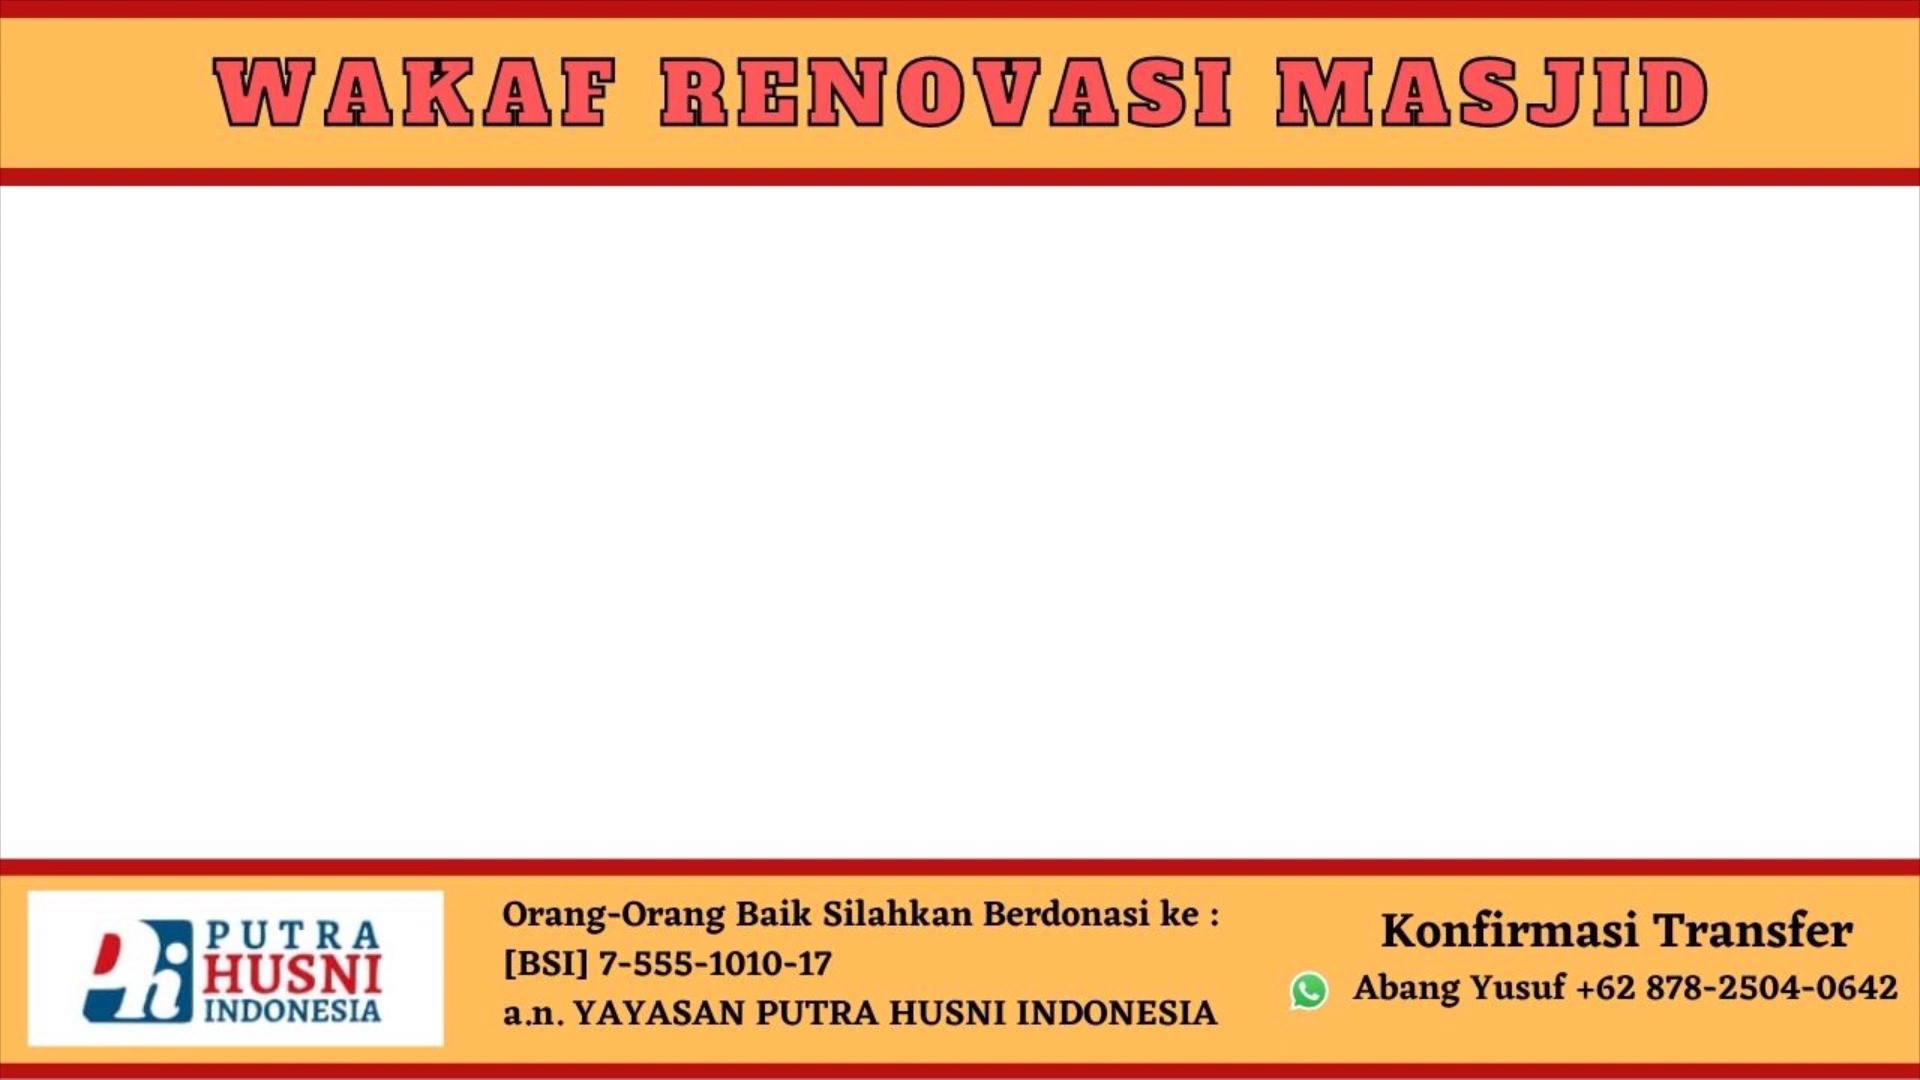 WAKAF RENOVASI MASJID
PUTRA
HUSNI
INDONESIA
Orang-Orang Baik Silahkan Berdonasi ke :
[BSI] 7-555-1010-17
a.n. YAYASAN PUTRA HUSNI INDONESIA
Konfirmasi Transfer
Abang Yusuf +62 878-2504-0642